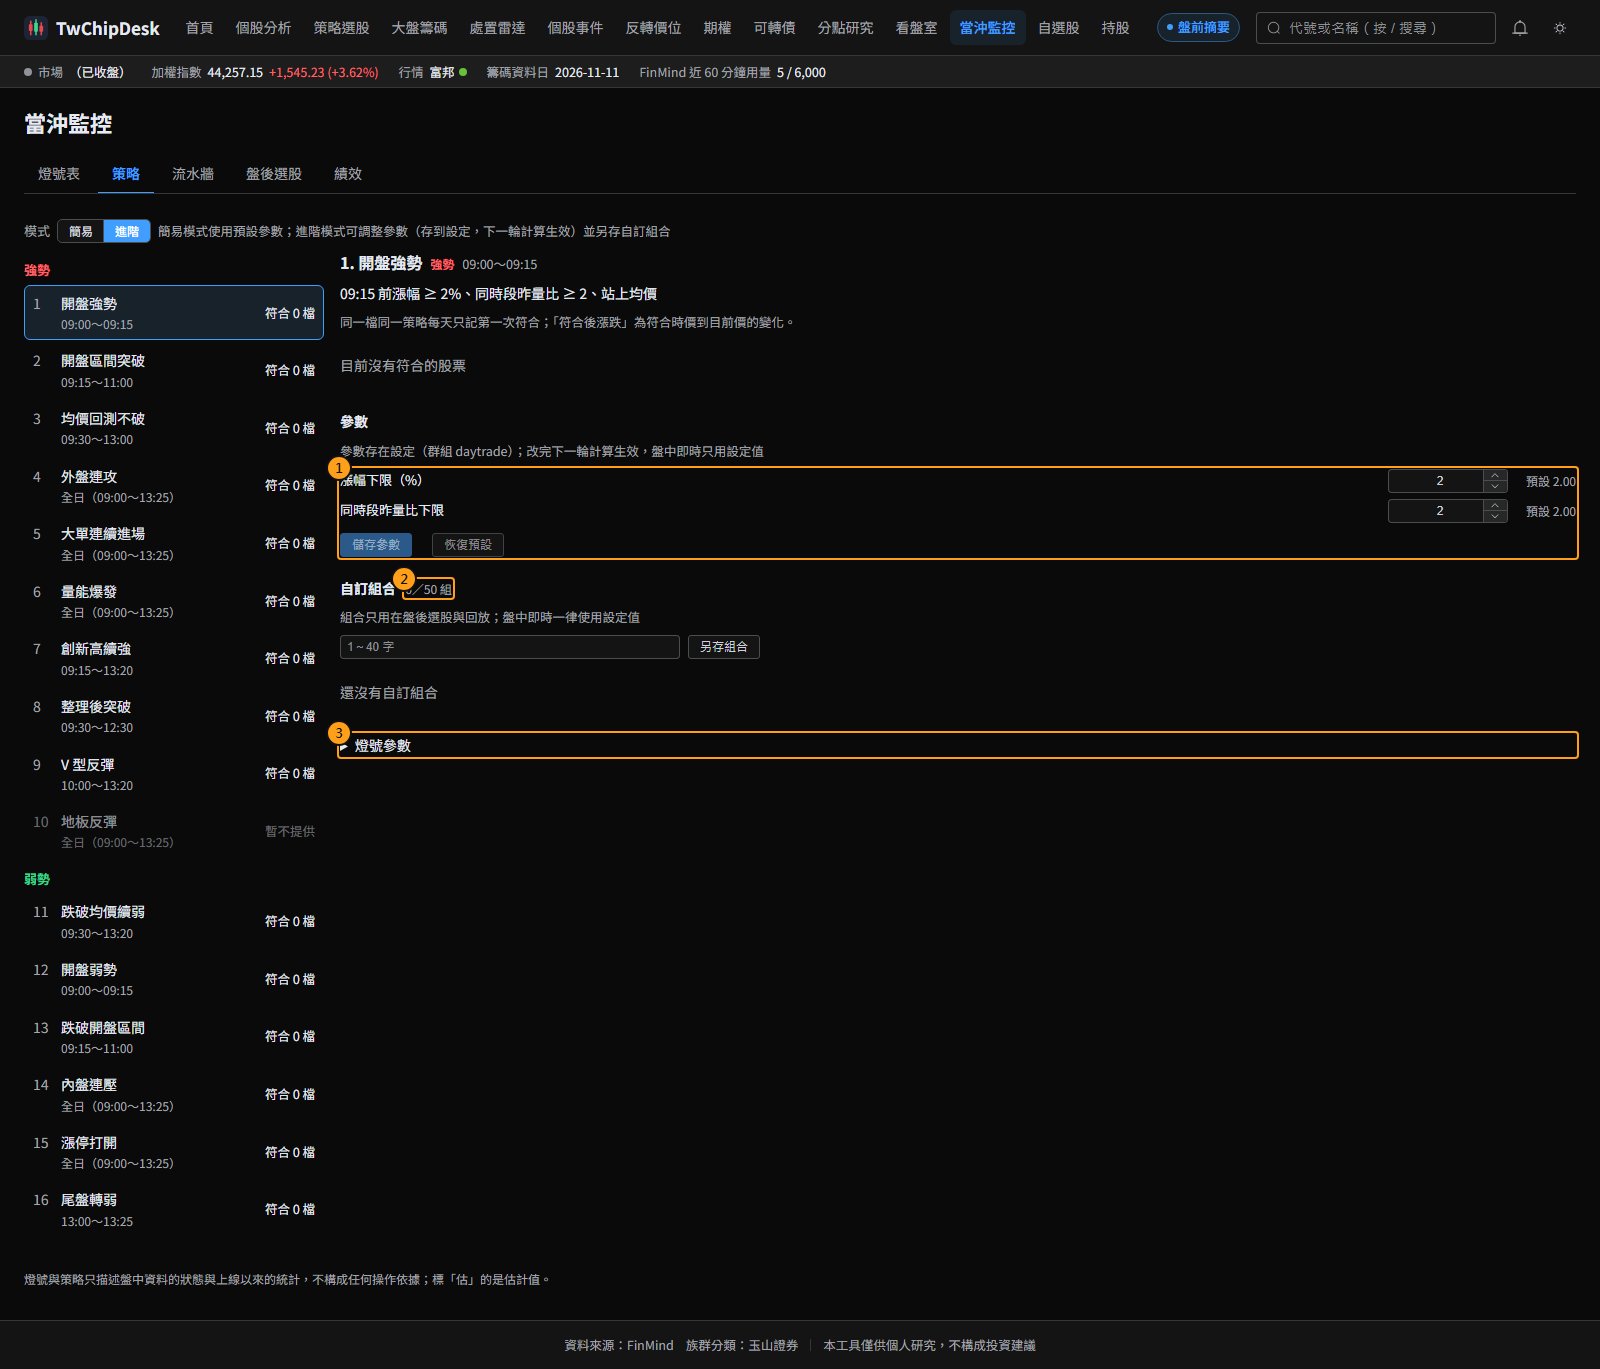 TwChipDesk 首頁 個股分析 策略選股 大盤籌碼 處置雷達 個股事件 反轉價位 期權 可轉債 分點研究 看盤室 當沖監控 自選股 持股 盤前摘要 代號或名稱（按 / 搜尋）
市場 （已收盤） 加權指數 44,257.15 +1,545.23 (+3.62%) 行情 富邦 籌碼資料日 2026-11-11 FinMind 近 60 分鐘用量 5 / 6,000
當沖監控
燈號表 策略 流水牆 盤後選股 績效
模式 簡易 進階 簡易模式使用預設參數；進階模式可調整參數（存到設定，下一輪計算生效）並另存自訂組合
強勢
1 開盤強勢 符合 0 檔
09:00～09:15
2 開盤區間突破 符合 0 檔
09:15～11:00
3 均價回測不破 符合 0 檔
09:30～13:00
4 外盤連攻 符合 0 檔
全日（09:00～13:25）
5 大單連續進場 符合 0 檔
全日（09:00～13:25）
6 量能爆發 符合 0 檔
全日（09:00～13:25）
7 創新高續強 符合 0 檔
09:15～13:20
8 整理後突破 符合 0 檔
09:30～12:30
9 V 型反彈 符合 0 檔
10:00～13:20
10 地板反彈 暫不提供
全日（09:00～13:25）
弱勢
11 跌破均價續弱 符合 0 檔
09:30～13:20
12 開盤弱勢 符合 0 檔
09:00～09:15
13 跌破開盤區間 符合 0 檔
09:15～11:00
14 內盤連壓 符合 0 檔
全日（09:00～13:25）
15 漲停打開 符合 0 檔
全日（09:00～13:25）
16 尾盤轉弱 符合 0 檔
13:00～13:25
1. 開盤強勢 強勢 09:00～09:15
09:15 前漲幅 ≥ 2%、同時段昨量比 ≥ 2、站上均價
同一檔同一策略每天只記第一次符合；「符合後漲跌」為符合時價到目前價的變化。
目前沒有符合的股票
參數
參數存在設定（群組 daytrade）；改完下一輪計算生效，盤中即時只用設定值
1
漲幅下限（%） 2 預設 2.00
同時段昨量比下限 2 預設 2.00
儲存參數 恢復預設
自訂組合 2 ／50 組
組合只用在盤後選股與回放；盤中即時一律使用設定值
1 ~ 40 字 另存組合
還沒有自訂組合
3
燈號參數
燈號與策略只描述盤中資料的狀態與上線以來的統計，不構成任何操作依據；標「估」的是估計值。
資料來源：FinMind 族群分類：玉山證券 | 本工具僅供個人研究，不構成投資建議